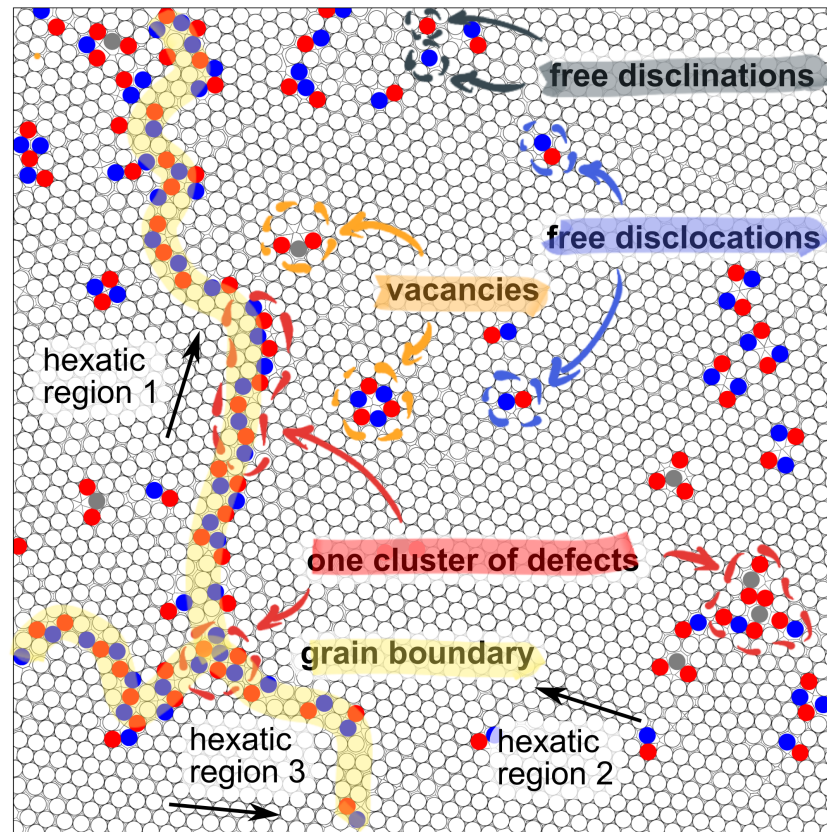 free disclinations
free disclocations
vacancies
hexatic
region 1
one cluster of defects
grain boundary
hexatic
region 3
hexatic
region 2